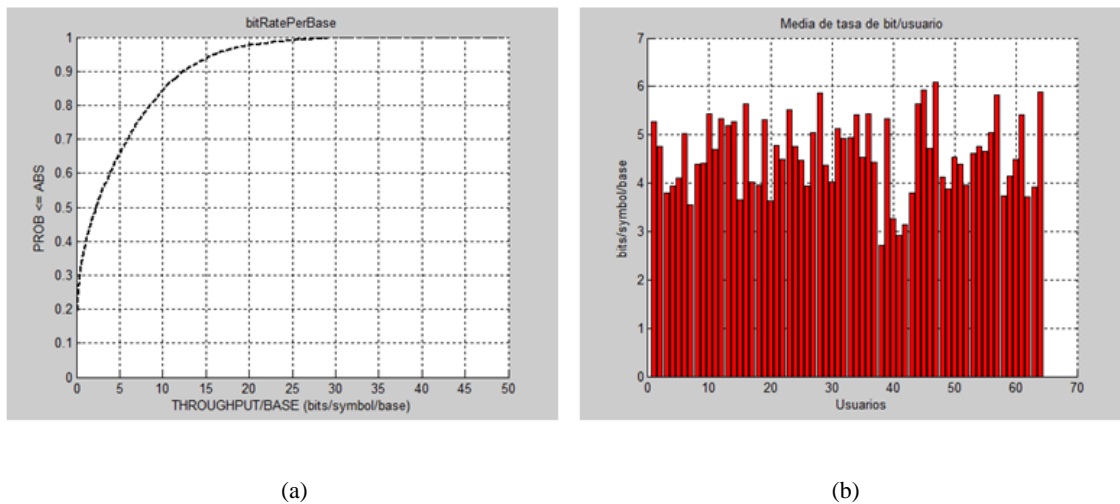 bitRatePerBase
1
0.9
0.8
0.7
0.6
0.5
0.4
0.3
0.2
0.1
0
PROB <= ABS
0 5 10 15 20 25 30 35 40 45 50
THROUGHPUT/BASE (bits/symbol/base)
(a)
Media de tasa de bit/usuario
7
6
5
4
3
2
1
0
bits/symbol/base
0 10 20 30 40 50 60 70
Usuarios
(b)